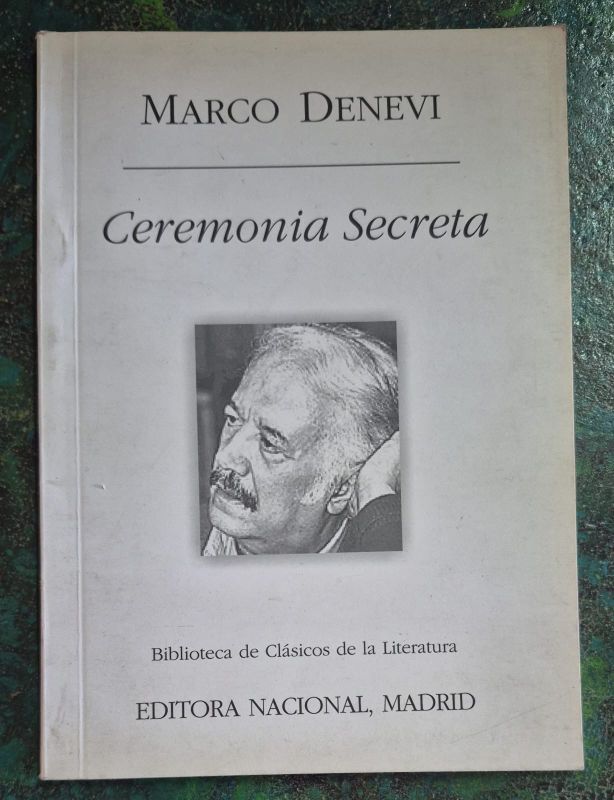 MARCO DENEVI
Ceremonia Secreta
Biblioteca de Clásicos de la Literatura
EDITORA NACIONAL, MADRID